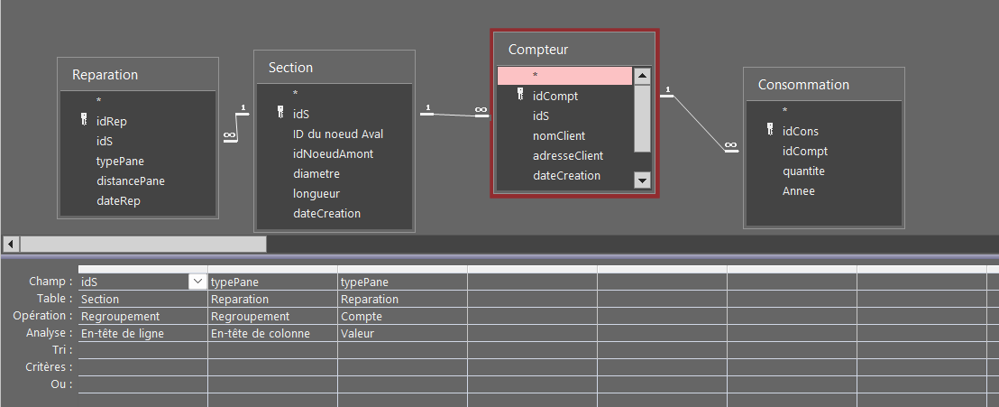 Reparation
*
idRep
idS
typePane
distancePane
dateRep
Section
*
idS
ID du noeud Aval
idNoeudAmont
diametre
longueur
dateCreation
Compteur
*
idCompt
idS
nomClient
adresseClient
dateCreation
Consommation
*
idCons
idCompt
quantite
Annee
1
∞
1
∞
1
∞
Champ : idS typePane typePane
Table : Section Reparation Reparation
Opération : Regroupement Regroupement Compte
Analyse : En-tête de ligne En-tête de colonne Valeur
Tri :
Critères :
Ou :